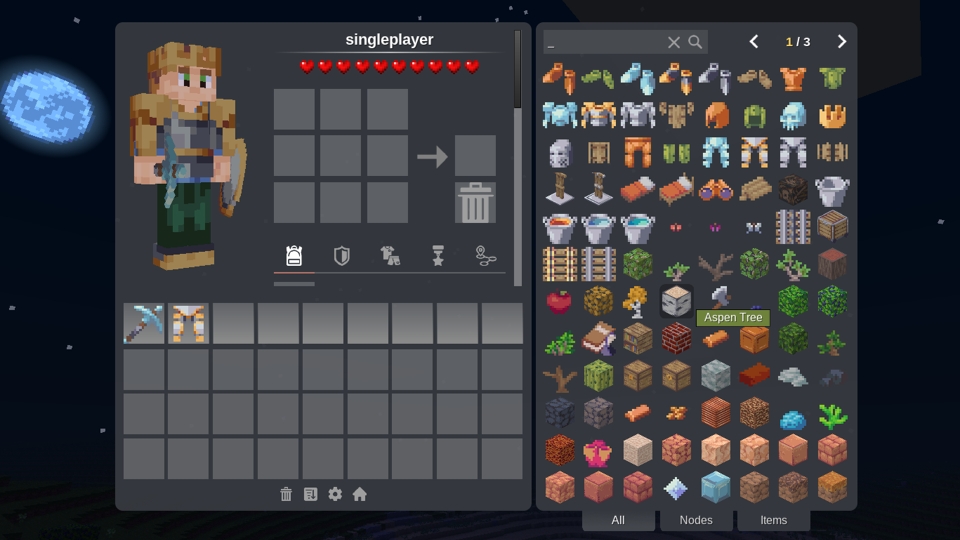 singleplayer
_
1 / 3
Aspen Tree
All
Nodes
Items